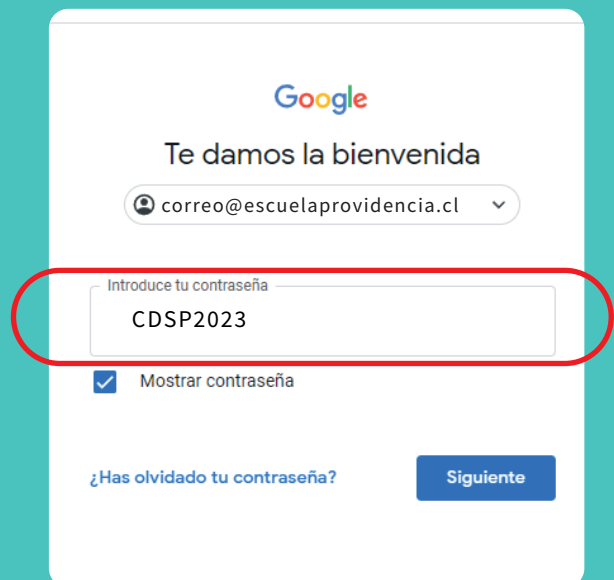 Google
Te damos la bienvenida
correo@escuelaprovidencia.cl
Introduce tu contraseña
CDSP2023
Mostrar contraseña
¿Has olvidado tu contraseña?
Siguiente